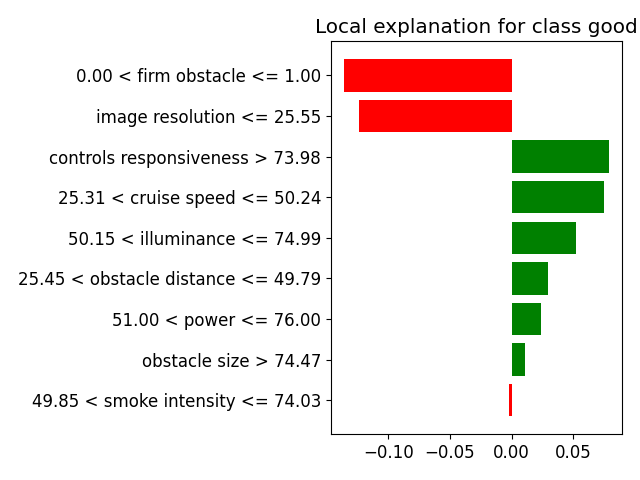 Local explanation for class good
0.00 < firm obstacle <= 1.00
image resolution <= 25.55
controls responsiveness > 73.98
25.31 < cruise speed <= 50.24
50.15 < illuminance <= 74.99
25.45 < obstacle distance <= 49.79
51.00 < power <= 76.00
obstacle size > 74.47
49.85 < smoke intensity <= 74.03
−0.10 −0.05 0.00 0.05